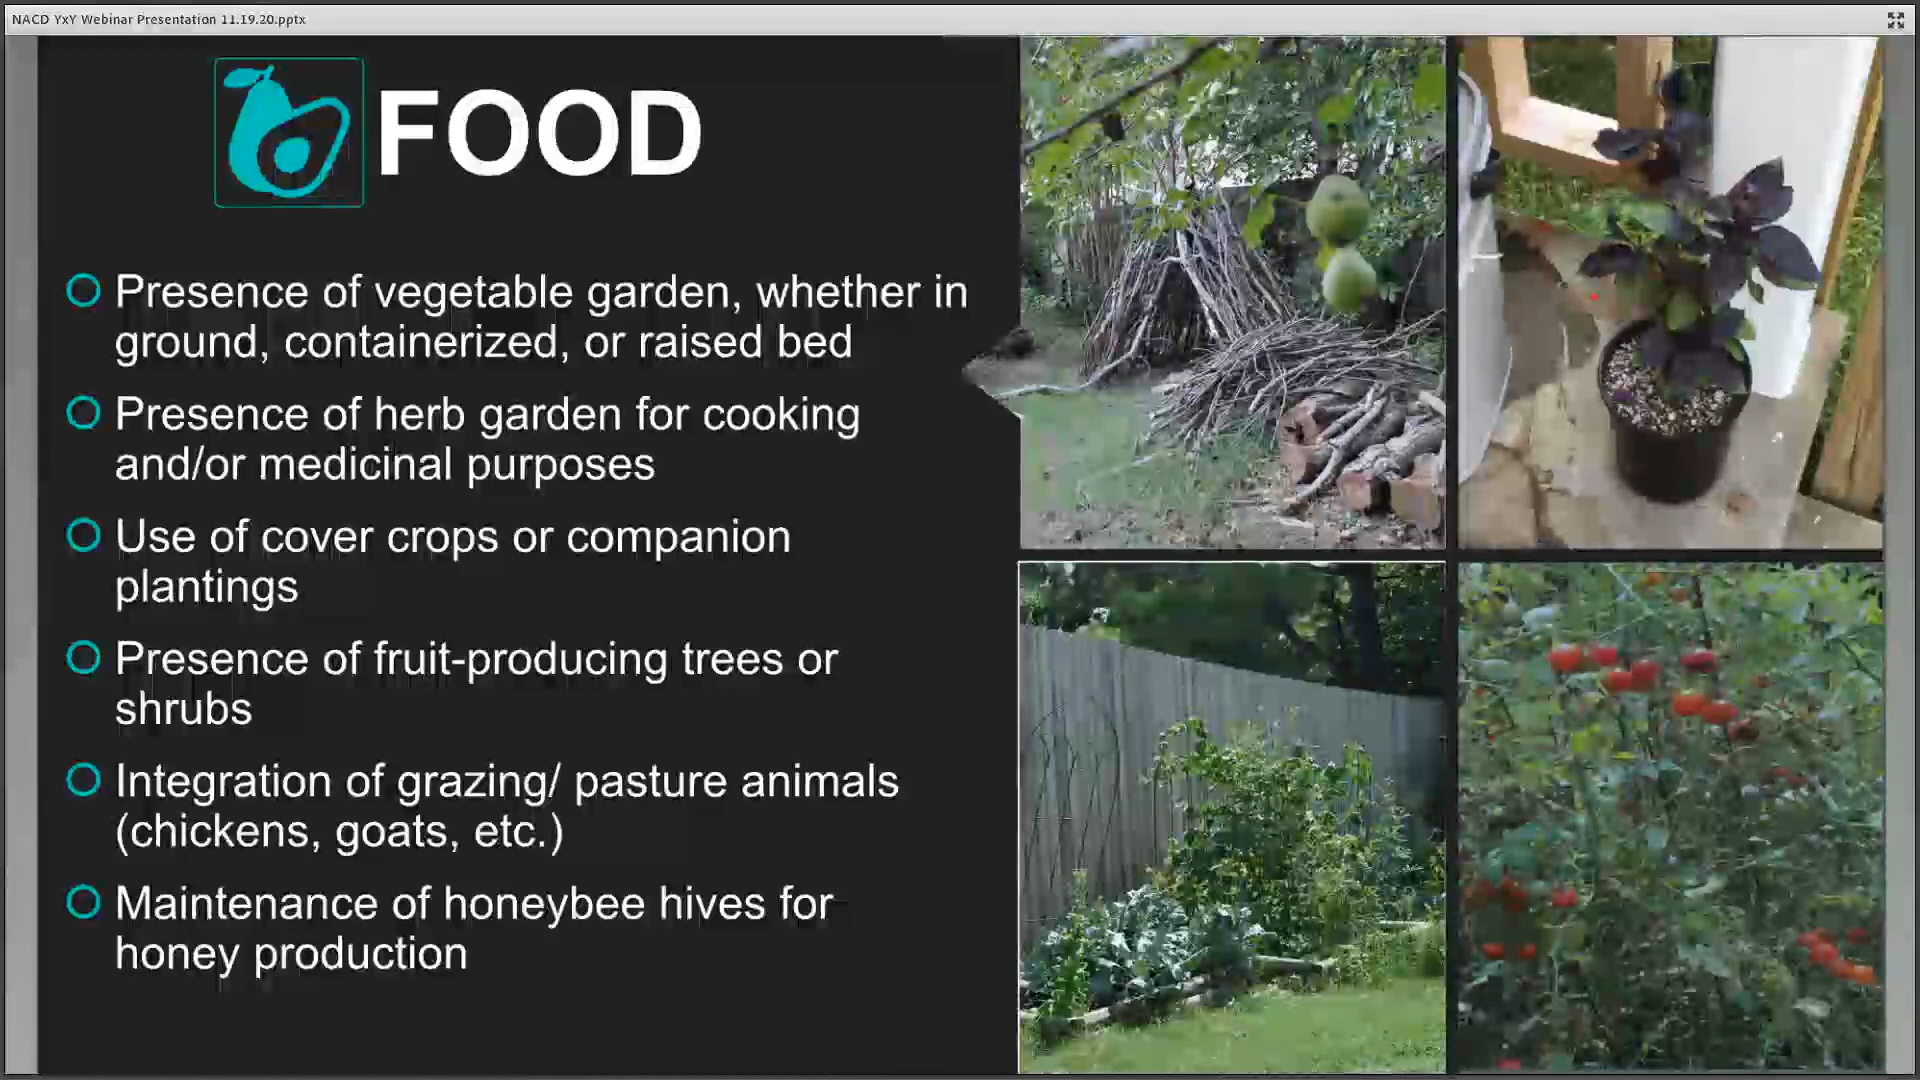 NACD YxY Webinar Presentation 11.19.20.pptx
FOOD
Presence of vegetable garden, whether in
ground, containerized, or raised bed
Presence of herb garden for cooking
and/or medicinal purposes
Use of cover crops or companion
plantings
Presence of fruit-producing trees or
shrubs
Integration of grazing/ pasture animals
(chickens, goats, etc.)
Maintenance of honeybee hives for
honey production